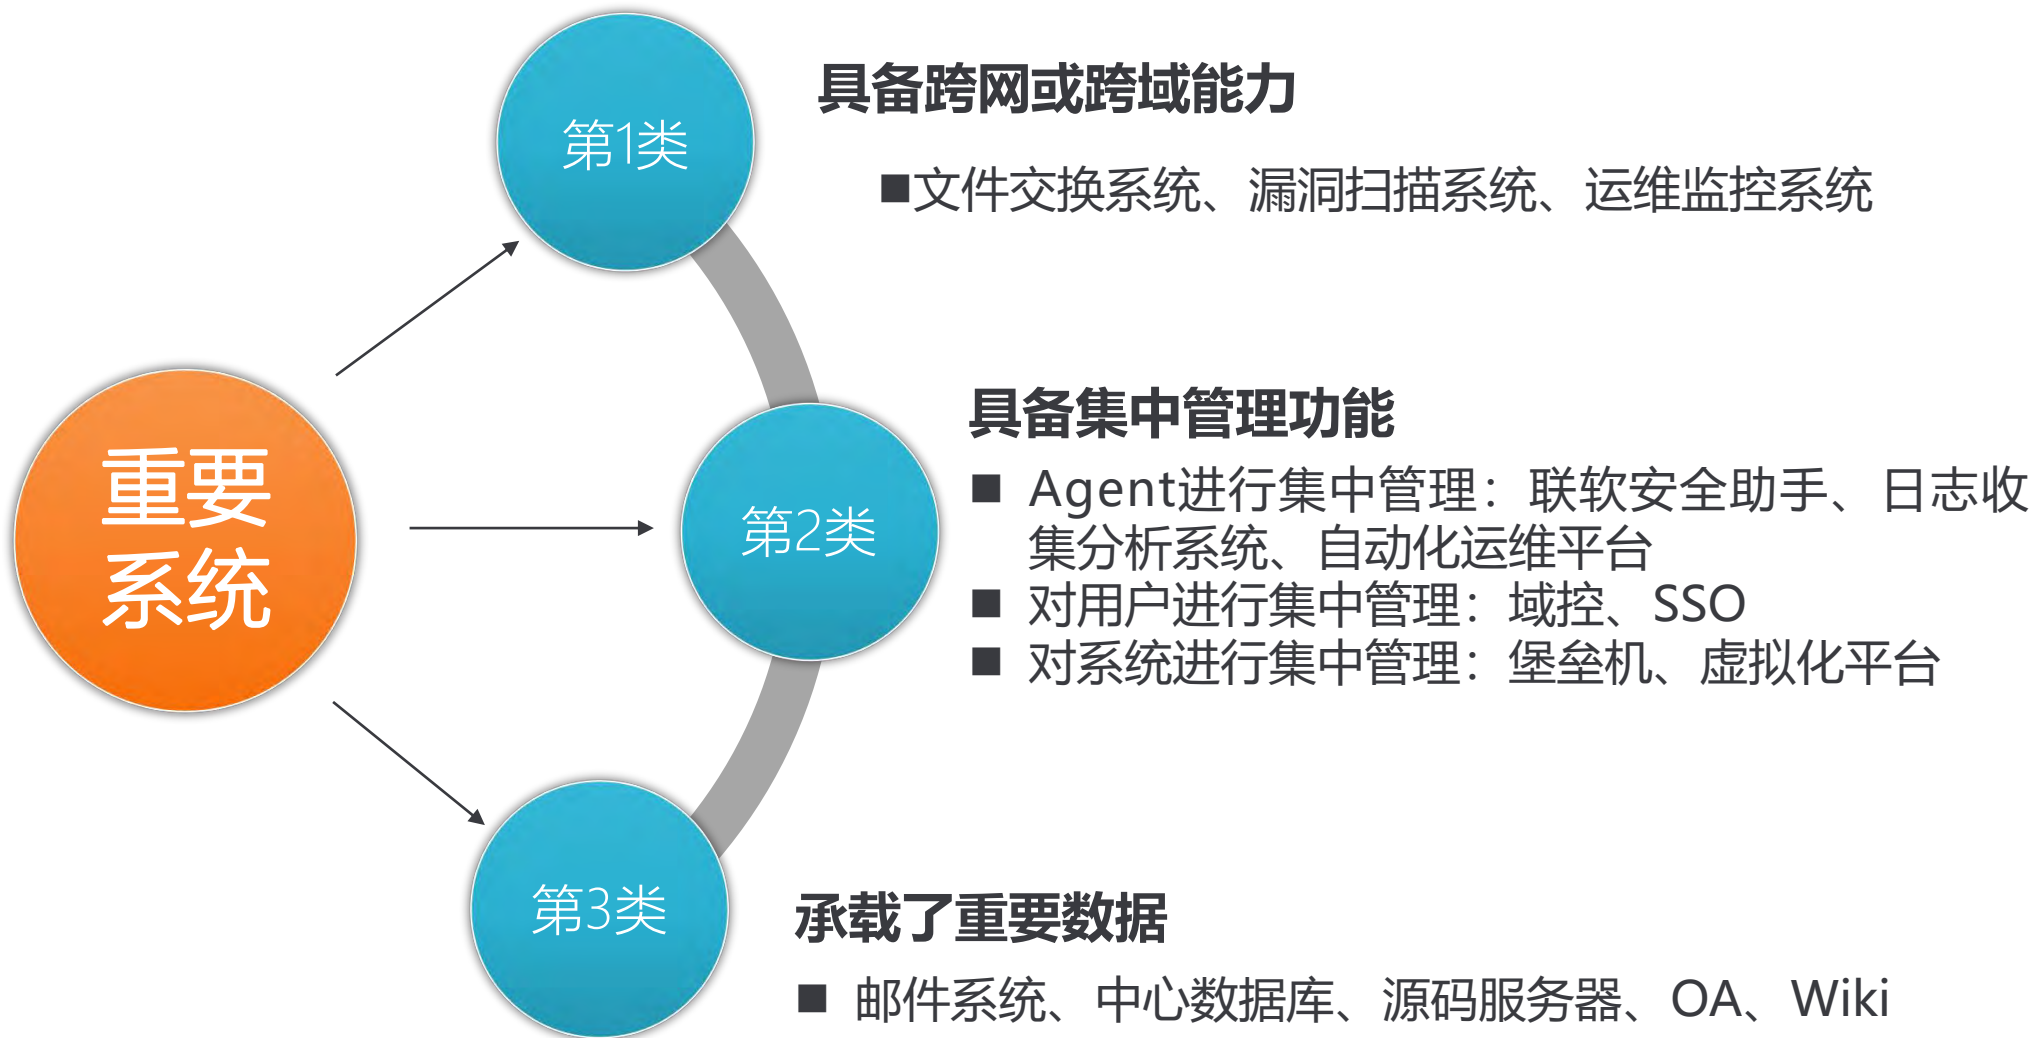 第1类
具备跨网或跨域能力
■文件交换系统、漏洞扫描系统、运维监控系统
重要
系统
第2类
具备集中管理功能
■ Agent进行集中管理：联软安全助手、日志收
集分析系统、自动化运维平台
■ 对用户进行集中管理：域控、SSO
■ 对系统进行集中管理：堡垒机、虚拟化平台
第3类
承载了重要数据
■ 邮件系统、中心数据库、源码服务器、OA、Wiki